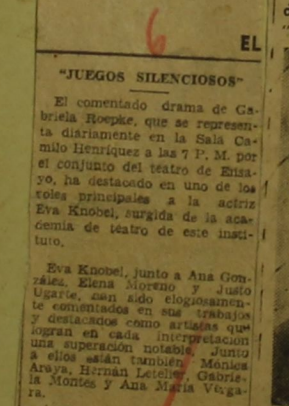 6
EL
"JUEGOS SILENCIOSOS"
El comentado drama de Ga-
briela Roepke, que se represen-
ta diariamente en la Sala Ca-
milo Henríquez a las 7 P. M. por
el conjunto del teatro de Ensa-
yo, ha destacado en uno de los
roles principales a la actriz
Eva Knobel, surgida de la aca-
demia de teatro de este insti-
tuto.
Eva Knobel, junto a Ana Gon-
zález, Elena Moreno y Justo
Ugarte, han sido elogiosamen-
te comentados en sus trabajos
y destacados como artistas que
logran en cada interpretación
una superación notable. Junto
a ellos están también Mónica
Araya, Hernán Letelier, Gabrie-
la Montes y Ana María Verga-
ra.